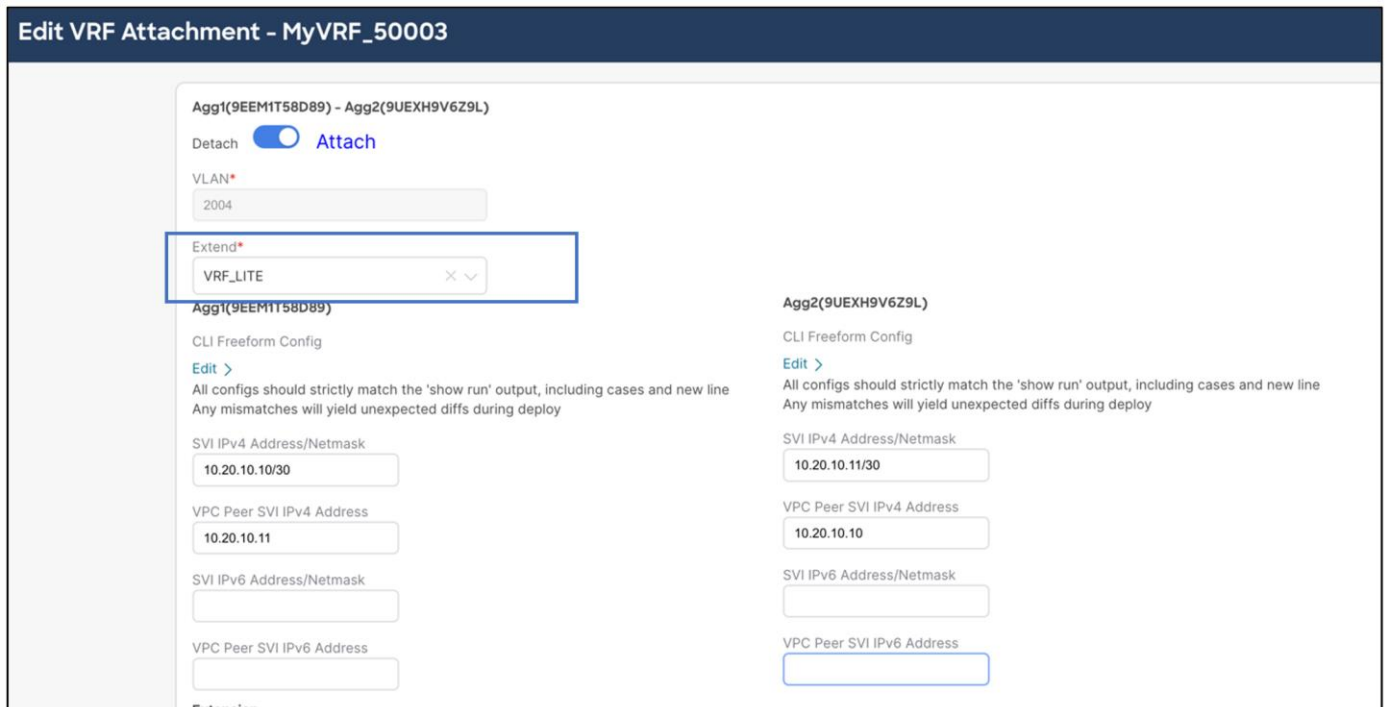 Edit VRF Attachment - MyVRF_50003
Agg1(9EEM1T58D89) - Agg2(9UEXH9V6Z9L)
Detach Attach
VLAN*
2004
Extend*
VRF_LITE
Agg1(9EEM1T58D89)
CLI Freeform Config
Edit >
All configs should strictly match the 'show run' output, including cases and new line
Any mismatches will yield unexpected diffs during deploy
SVI IPv4 Address/Netmask
10.20.10.10/30
VPC Peer SVI IPv4 Address
10.20.10.11
SVI IPv6 Address/Netmask
VPC Peer SVI IPv6 Address
Agg2(9UEXH9V6Z9L)
CLI Freeform Config
Edit >
All configs should strictly match the 'show run' output, including cases and new line
Any mismatches will yield unexpected diffs during deploy
SVI IPv4 Address/Netmask
10.20.10.11/30
VPC Peer SVI IPv4 Address
10.20.10.10
SVI IPv6 Address/Netmask
VPC Peer SVI IPv6 Address